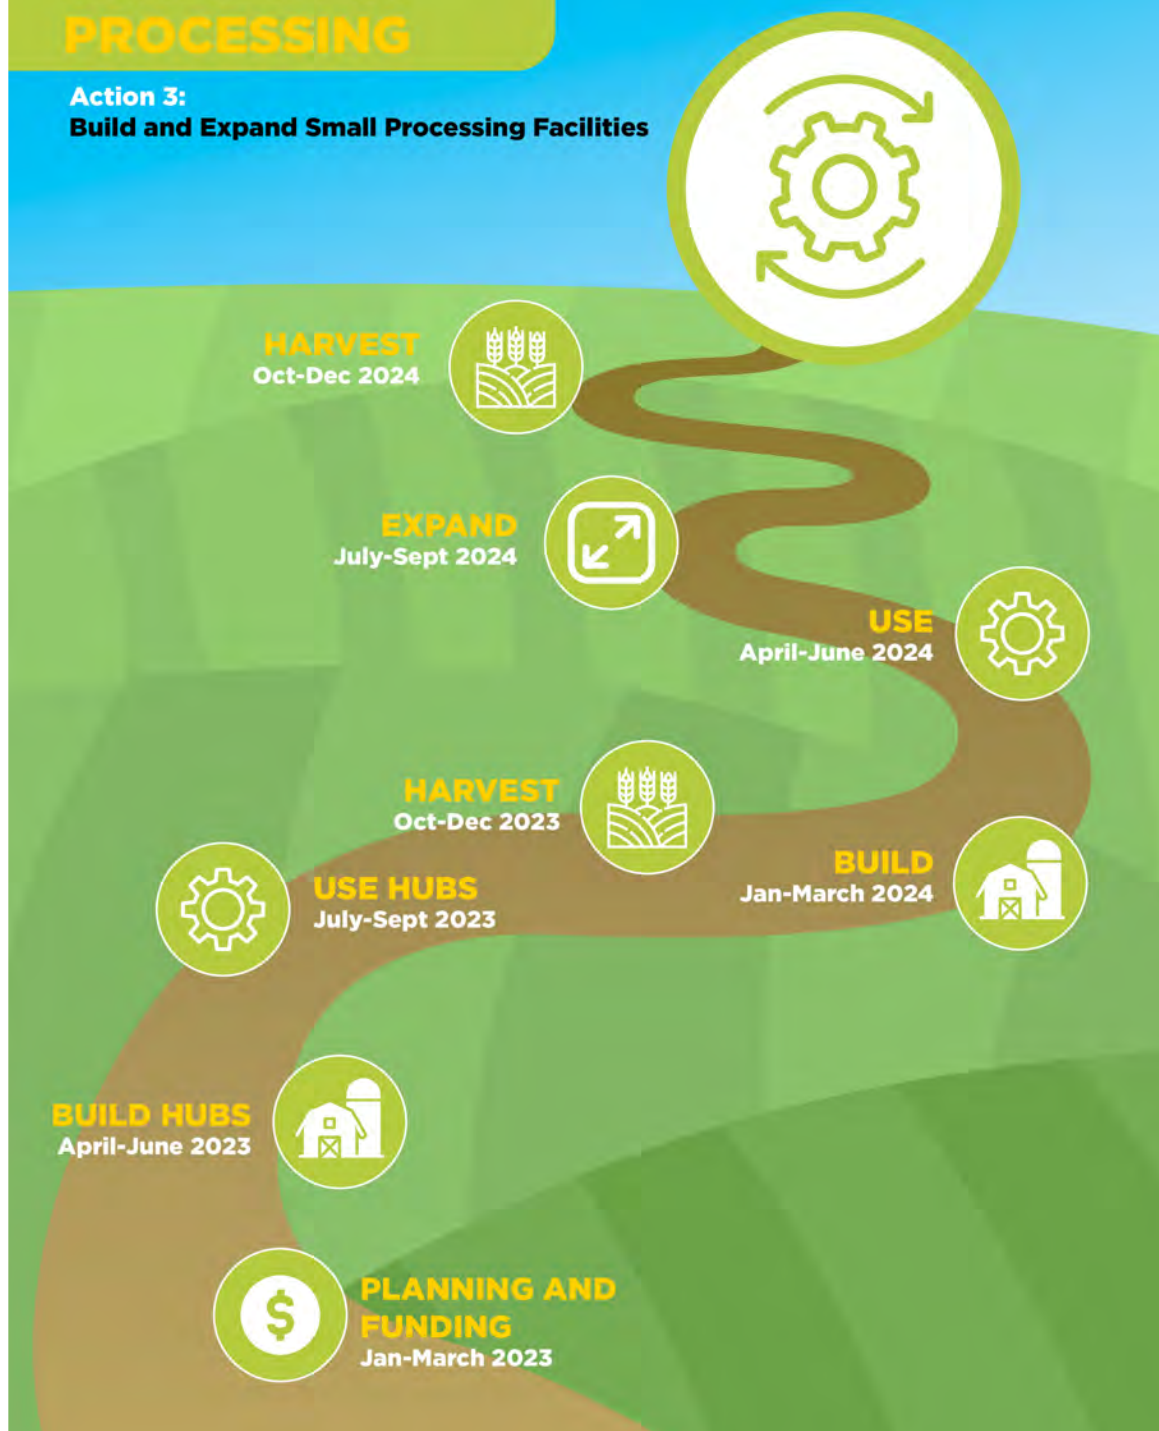 PROCESSING
Action 3:
Build and Expand Small Processing Facilities
HARVEST
Oct-Dec 2024
EXPAND
July-Sept 2024
USE
April-June 2024
HARVEST
Oct-Dec 2023
BUILD
Jan-March 2024
USE HUBS
July-Sept 2023
BUILD HUBS
April-June 2023
$
PLANNING AND
FUNDING
Jan-March 2023